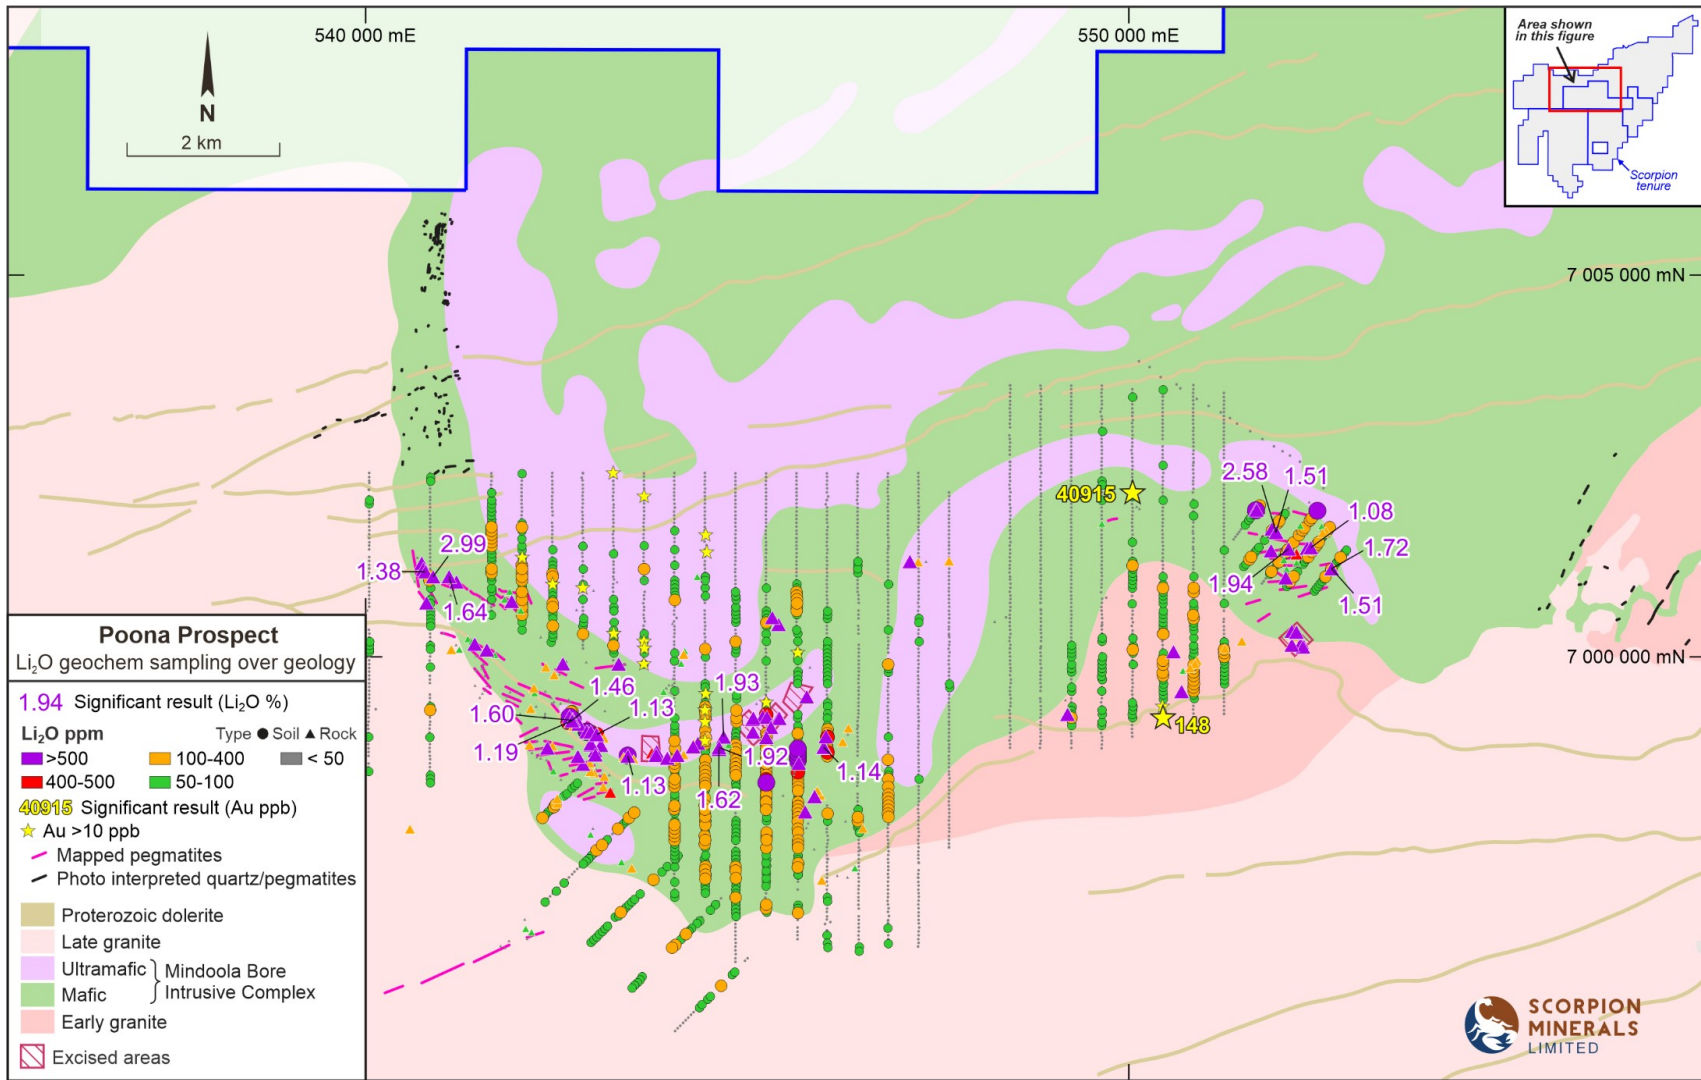 540 000 mE
550 000 mE
Area shown
in this figure
Scorpion
tenure
N
2 km
7 005 000 mN
2.58
1.51
40915
1.08
2.99
1.72
1.38
1.94
1.51
1.64
7 000 000 mN
1.93
1.46
1.13
1.60
148
1.19
1.92
1.14
1.13
1.62
Poona Prospect
Li₂O geochem sampling over geology
1.94 Significant result (Li₂O %)
Li₂O ppm Type ● Soil ▲ Rock
>500 100-400 < 50
400-500 50-100
40915 Significant result (Au ppb)
Au >10 ppb
Mapped pegmatites
Photo interpreted quartz/pegmatites
Proterozoic dolerite
Late granite
Ultramafic
Mafic
Mindoola Bore
Intrusive Complex
Early granite
Excised areas
SCORPION
MINERALS
LIMITED